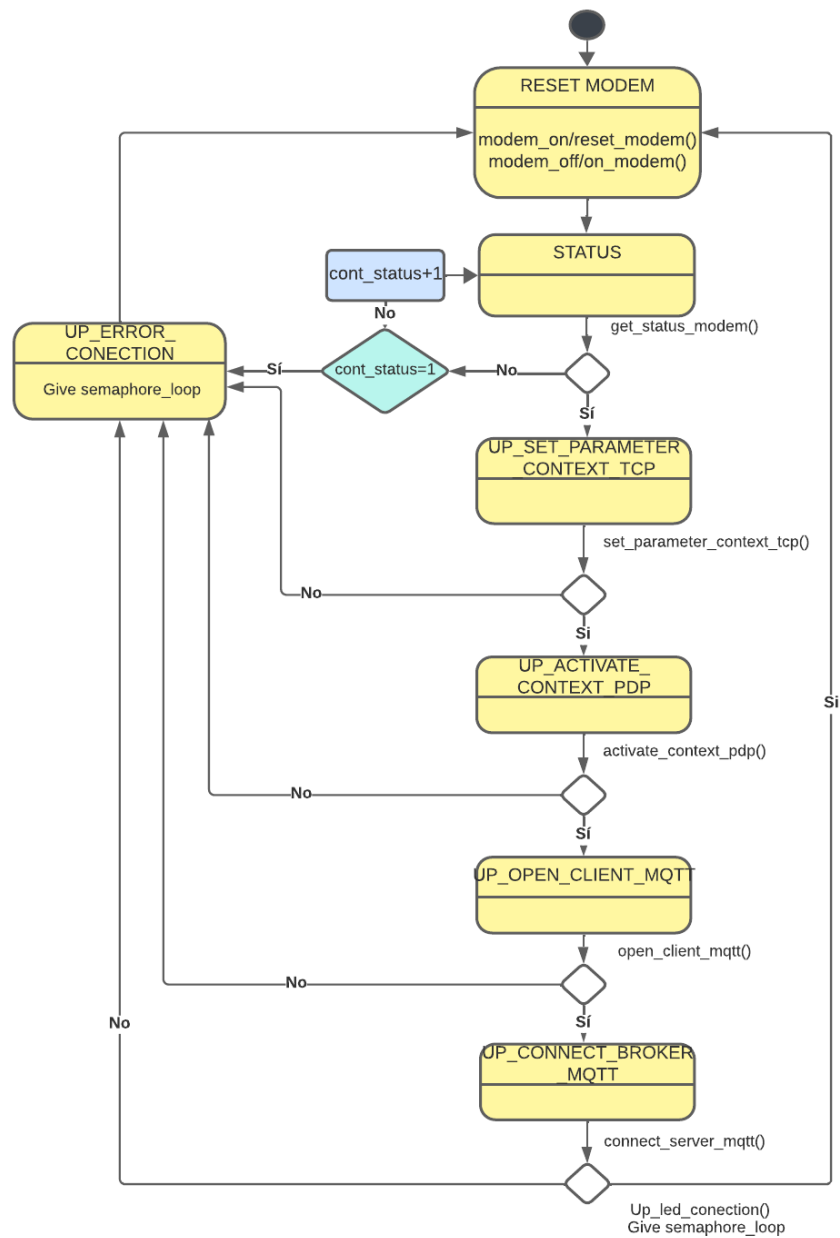 RESET MODEM
modem_on/reset_modem()
modem_off/on_modem()
STATUS
cont_status+1
get_status_modem()
No
UP_ERROR_
CONECTION
Give semaphore_loop
Sí
cont_status=1
No
Sí
UP_SET_PARAMETER
_CONTEXT_TCP
set_parameter_context_tcp()
No
Si
UP_ACTIVATE_
CONTEXT_PDP
Si
activate_context_pdp()
No
Sí
UP_OPEN_CLIENT_MQTT
open_client_mqtt()
No
Sí
No
UP_CONNECT_BROKER
_MQTT
connect_server_mqtt()
Up_led_conection()
Give semaphore_loop